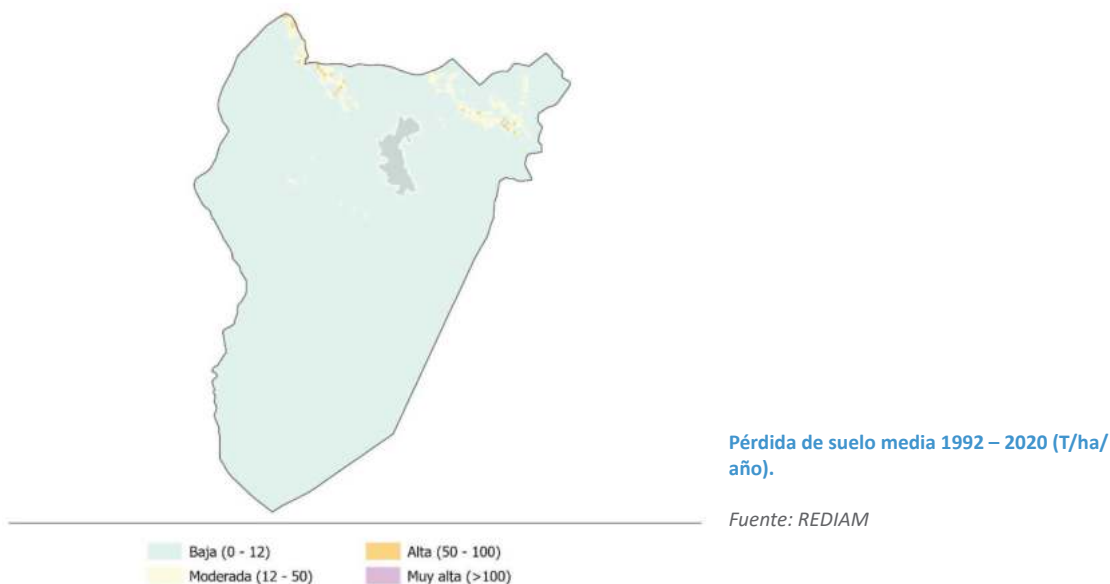 Pérdida de suelo media 1992 – 2020 (T/ha/
año).
Fuente: REDIAM
Baja (0 - 12)
Alta (50 - 100)
Moderada (12 - 50)
Muy alta (>100)